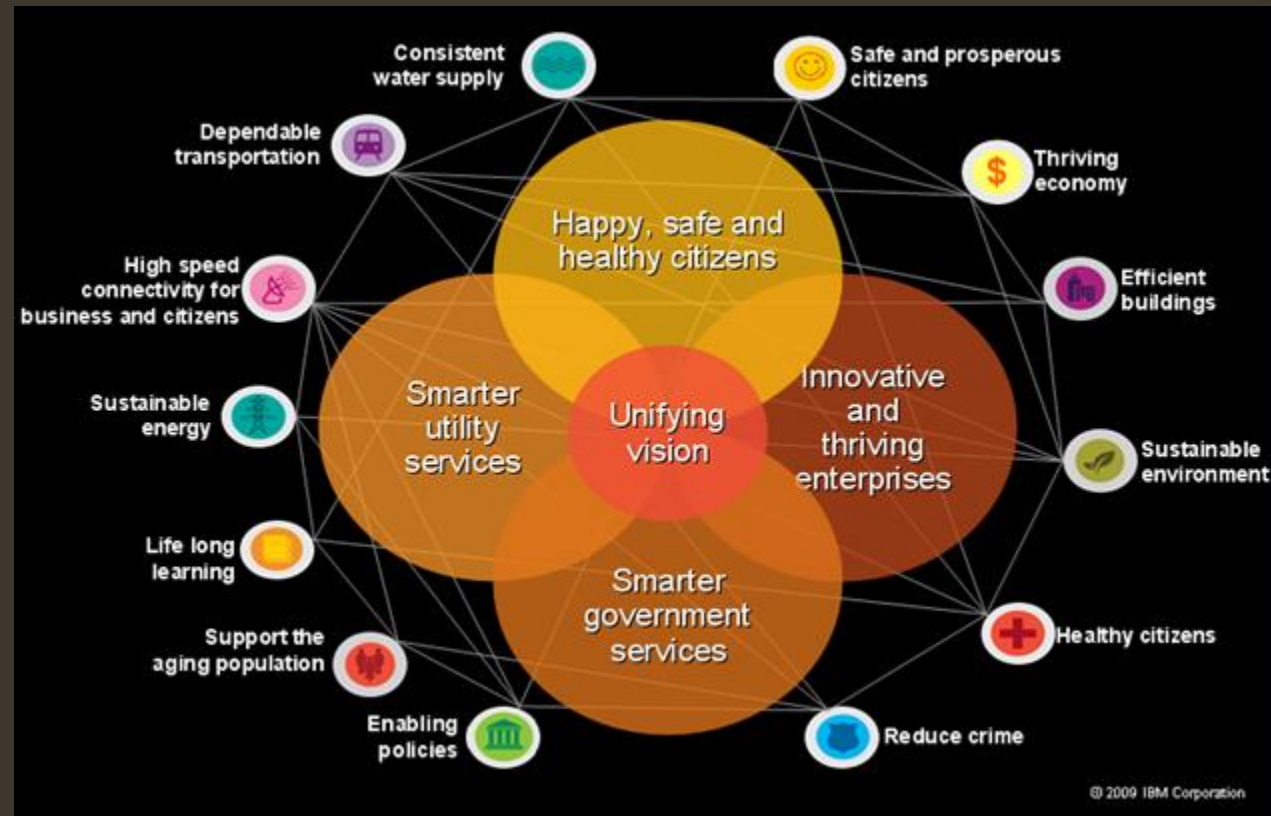 Consistent
water supply
Safe and prosperous
citizens
Dependable
transportation
Thriving
economy
Happy, safe and
healthy citizens
High speed
connectivity for
business and citizens
Efficient
buildings
Smarter
utility
services
Unifying
vision
Innovative
and
thriving
enterprises
Sustainable
energy
Sustainable
environment
Life long
learning
Smarter
government
services
Support the
aging population
Healthy citizens
Enabling
policies
Reduce crime
© 2009 IBM Corporation
$